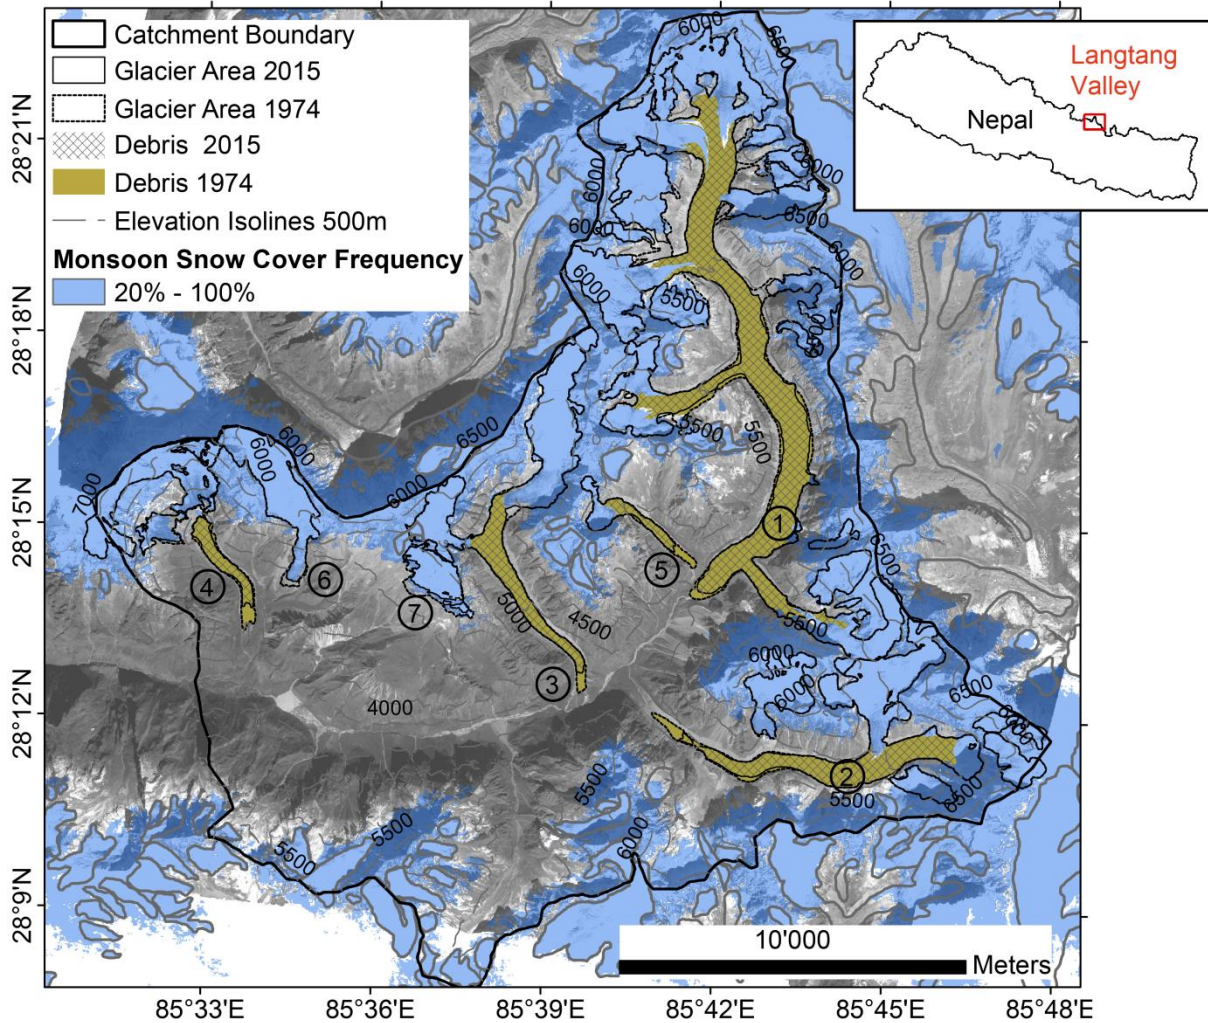 Catchment Boundary
Glacier Area 2015
Glacier Area 1974
Debris 2015
Debris 1974
Elevation Isolines 500m
Monsoon Snow Cover Frequency
20% - 100%
Langtang
Valley
Nepal
6000
6500
6000
6000
6500
6000
6000
6000
5500
5500
5500
5500
6500
6000
6000
6000
7000
6500
5000
4500
5500
6000
6000
6500
6000
4000
5500
6500
5500
6000
5500
5500
1
2
3
4
5
6
7
10'000
Meters
28°21'N
28°18'N
28°15'N
28°12'N
28°9'N
85°33'E
85°36'E
85°39'E
85°42'E
85°45'E
85°48'E